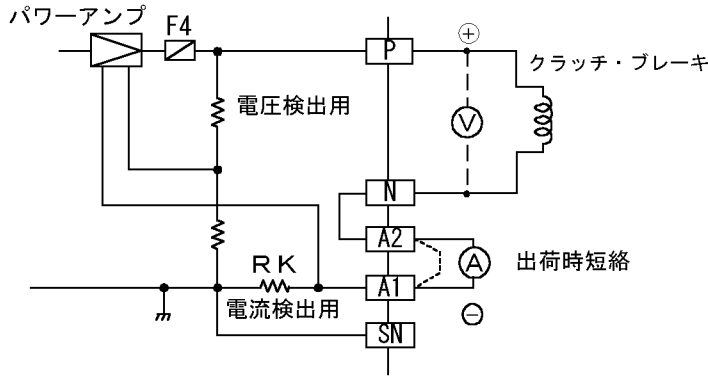 パワーアンプ
F4
P
⊕
クラッチ・ブレーキ
電圧検出用
V
N
A2
RK
A
出荷時短絡
A1
電流検出用
⊖
SN